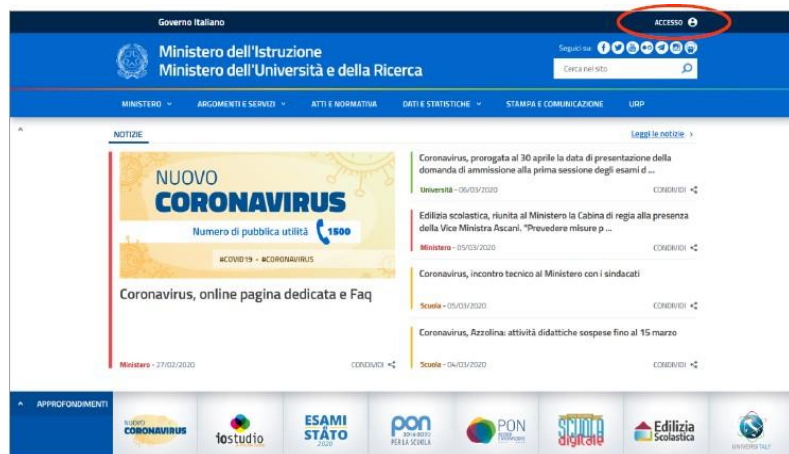 Governo Italiano
ACCESSO
Ministero dell'Istruzione
Ministero dell'Università e della Ricerca
Seguici su:
Cerca nel sito
MINISTERO
ARGOMENTI E SERVIZI
ATTI E NORMATIVA
DATI E STATISTICHE
STAMPA E COMUNICAZIONE
URP
NOTIZIE
Leggi le notizie >
NUOVO
CORONAVIRUS
Numero di pubblica utilità 1500
#COVID19 - #CORONAVIRUS
Coronavirus, online pagina dedicata e Faq
Ministero - 27/02/2020
CONDIVIDI
Coronavirus, prorogata al 30 aprile la data di presentazione della
domanda di ammissione alla prima sessione degli esami d ...
Università - 06/03/2020
CONDIVIDI
Edilizia scolastica, riunita al Ministero la Cabina di regia alla presenza
della Vice Ministra Ascani. "Prevedere misure p ...
Ministero - 05/03/2020
CONDIVIDI
Coronavirus, incontro tecnico al Ministero con i sindacati
Scuola - 05/03/2020
CONDIVIDI
Coronavirus, Azzolina: attività didattiche sospese fino al 15 marzo
Scuola - 04/03/2020
CONDIVIDI
APPROFONDIMENTI
NUOVO
CORONAVIRUS
iostudio
ESAMI
STATO
2020
pon
2014-2020
PER LA SCUOLA
PON
SCUOLA
digitale
Edilizia
Scolastica
UNIVERSITALY